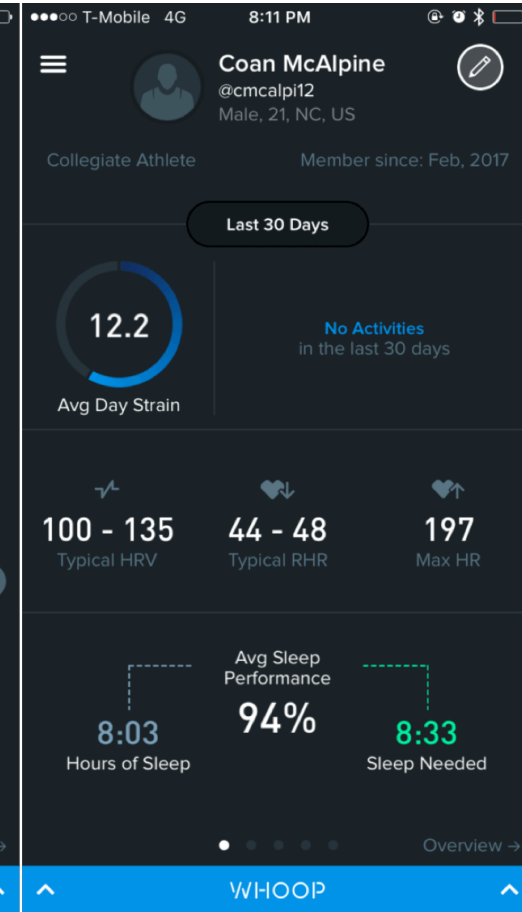 T-Mobile 4G 8:11 PM
Coan McAlpine
@cmcalpi12
Male, 21, NC, US
Collegiate Athlete Member since: Feb, 2017
Last 30 Days
12.2
Avg Day Strain
No Activities
in the last 30 days
100 - 135 44 - 48 197
Typical HRV Typical RHR Max HR
Avg Sleep
Performance
94%
8:03 8:33
Hours of Sleep Sleep Needed
Overview →
WHOOP